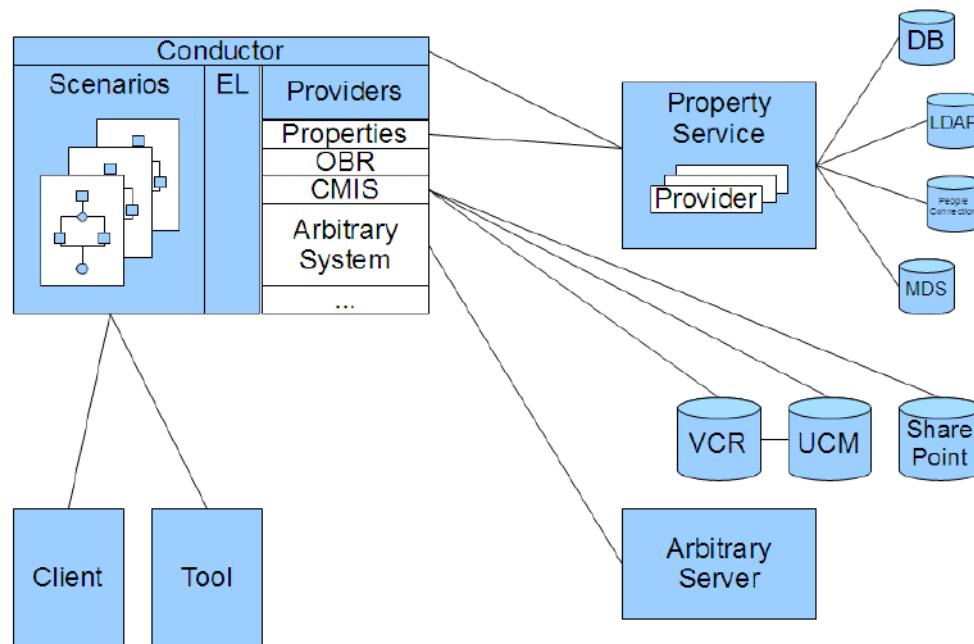 Conductor
Scenarios
EL
Providers
Properties
OBR
CMIS
Arbitrary
System
...
Property
Service
Provider
DB
LDAP
People
Connection
MDS
VCR
UCM
Share
Point
Client
Tool
Arbitrary
Server